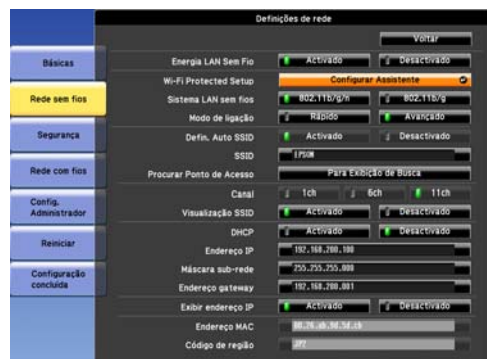 Definições de rede
Voltar
Básicas
Rede sem fios
Segurança
Rede com fios
Config. Administrador
Reiniciar
Configuração concluída
Energia LAN Sem Fio Activado Desactivado
Wi-Fi Protected Setup Configurar Assistente
Sistema LAN sem fios 802.11b/g/n 802.11b/g
Modo de ligação Rápido Avançado
Defin. Auto SSID Activado Desactivado
SSID EPSON
Procurar Ponto de Acesso Para Exibição de Busca
Canal 1ch 6ch 11ch
Visualização SSID Activado Desactivado
DHCP Activado Desactivado
Endereço IP 192.168.200.100
Máscara sub-rede 255.255.255.000
Endereço gateway 192.168.200.001
Exibir endereço IP Activado Desactivado
Endereço MAC
Código de região JP2